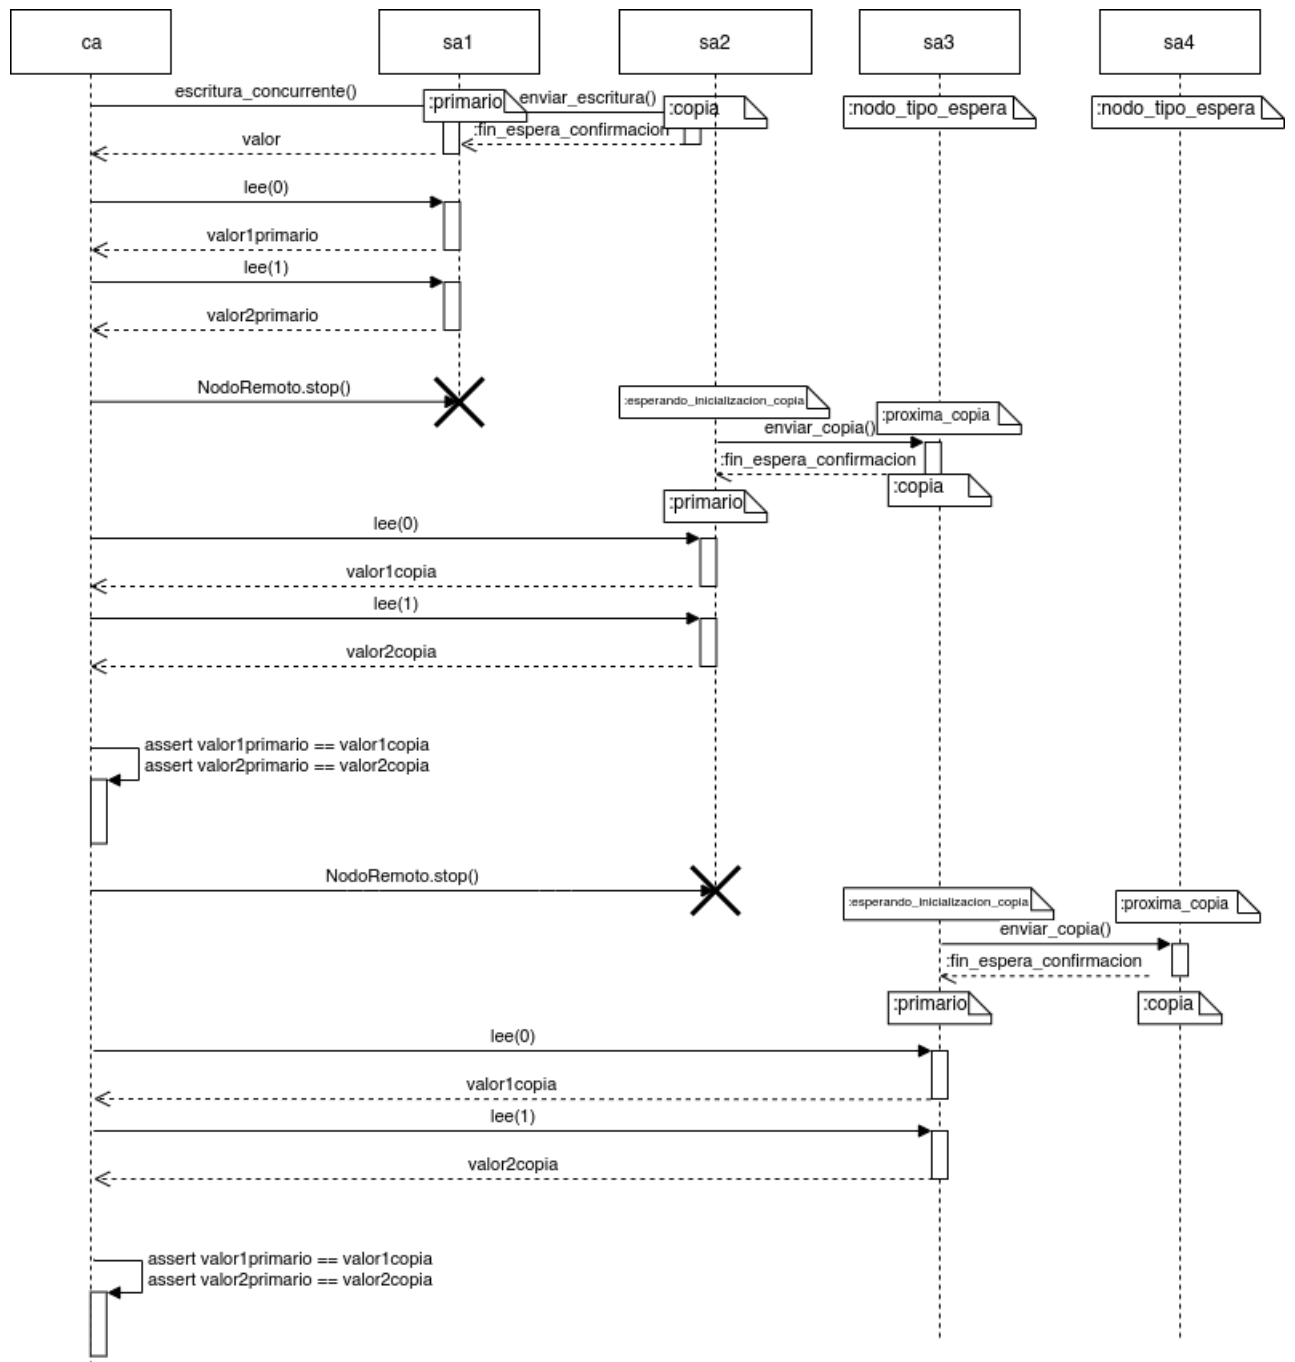 ca
sa1
sa2
sa3
sa4
escritura_concurrente()
:primario
enviar_escritura()
:copia
:nodo_tipo_espera
:nodo_tipo_espera
:fin_espera_confirmacion
valor
lee(0)
valor1primario
lee(1)
valor2primario
NodoRemoto.stop()
:esperando_inicializacion_copia
:proxima_copia
enviar_copia()
:fin_espera_confirmacion
:copia
:primario
lee(0)
valor1copia
lee(1)
valor2copia
assert valor1primario == valor1copia
assert valor2primario == valor2copia
NodoRemoto.stop()
:esperando_inicializacion_copia
:proxima_copia
enviar_copia()
:fin_espera_confirmacion
:primario
:copia
lee(0)
valor1copia
lee(1)
valor2copia
assert valor1primario == valor1copia
assert valor2primario == valor2copia